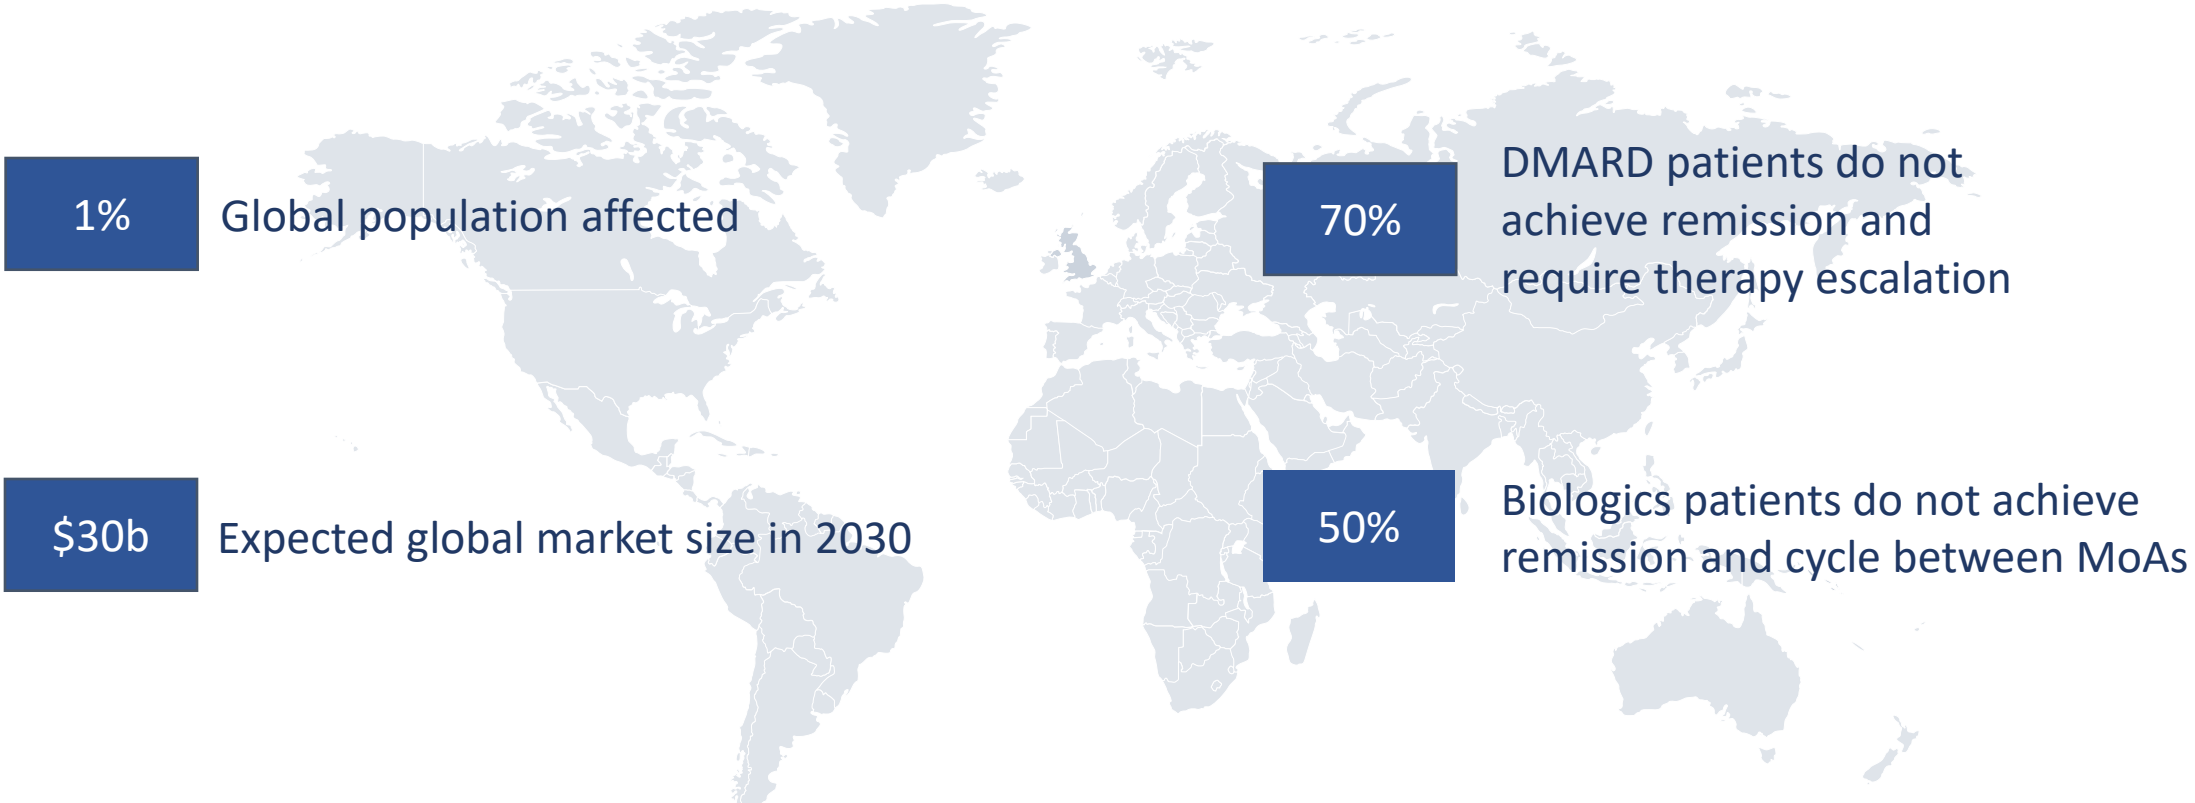 1%
Global population affected
$30b
Expected global market size in 2030
70%
DMARD patients do not
achieve remission and
require therapy escalation
50%
Biologics patients do not achieve
remission and cycle between MoAs